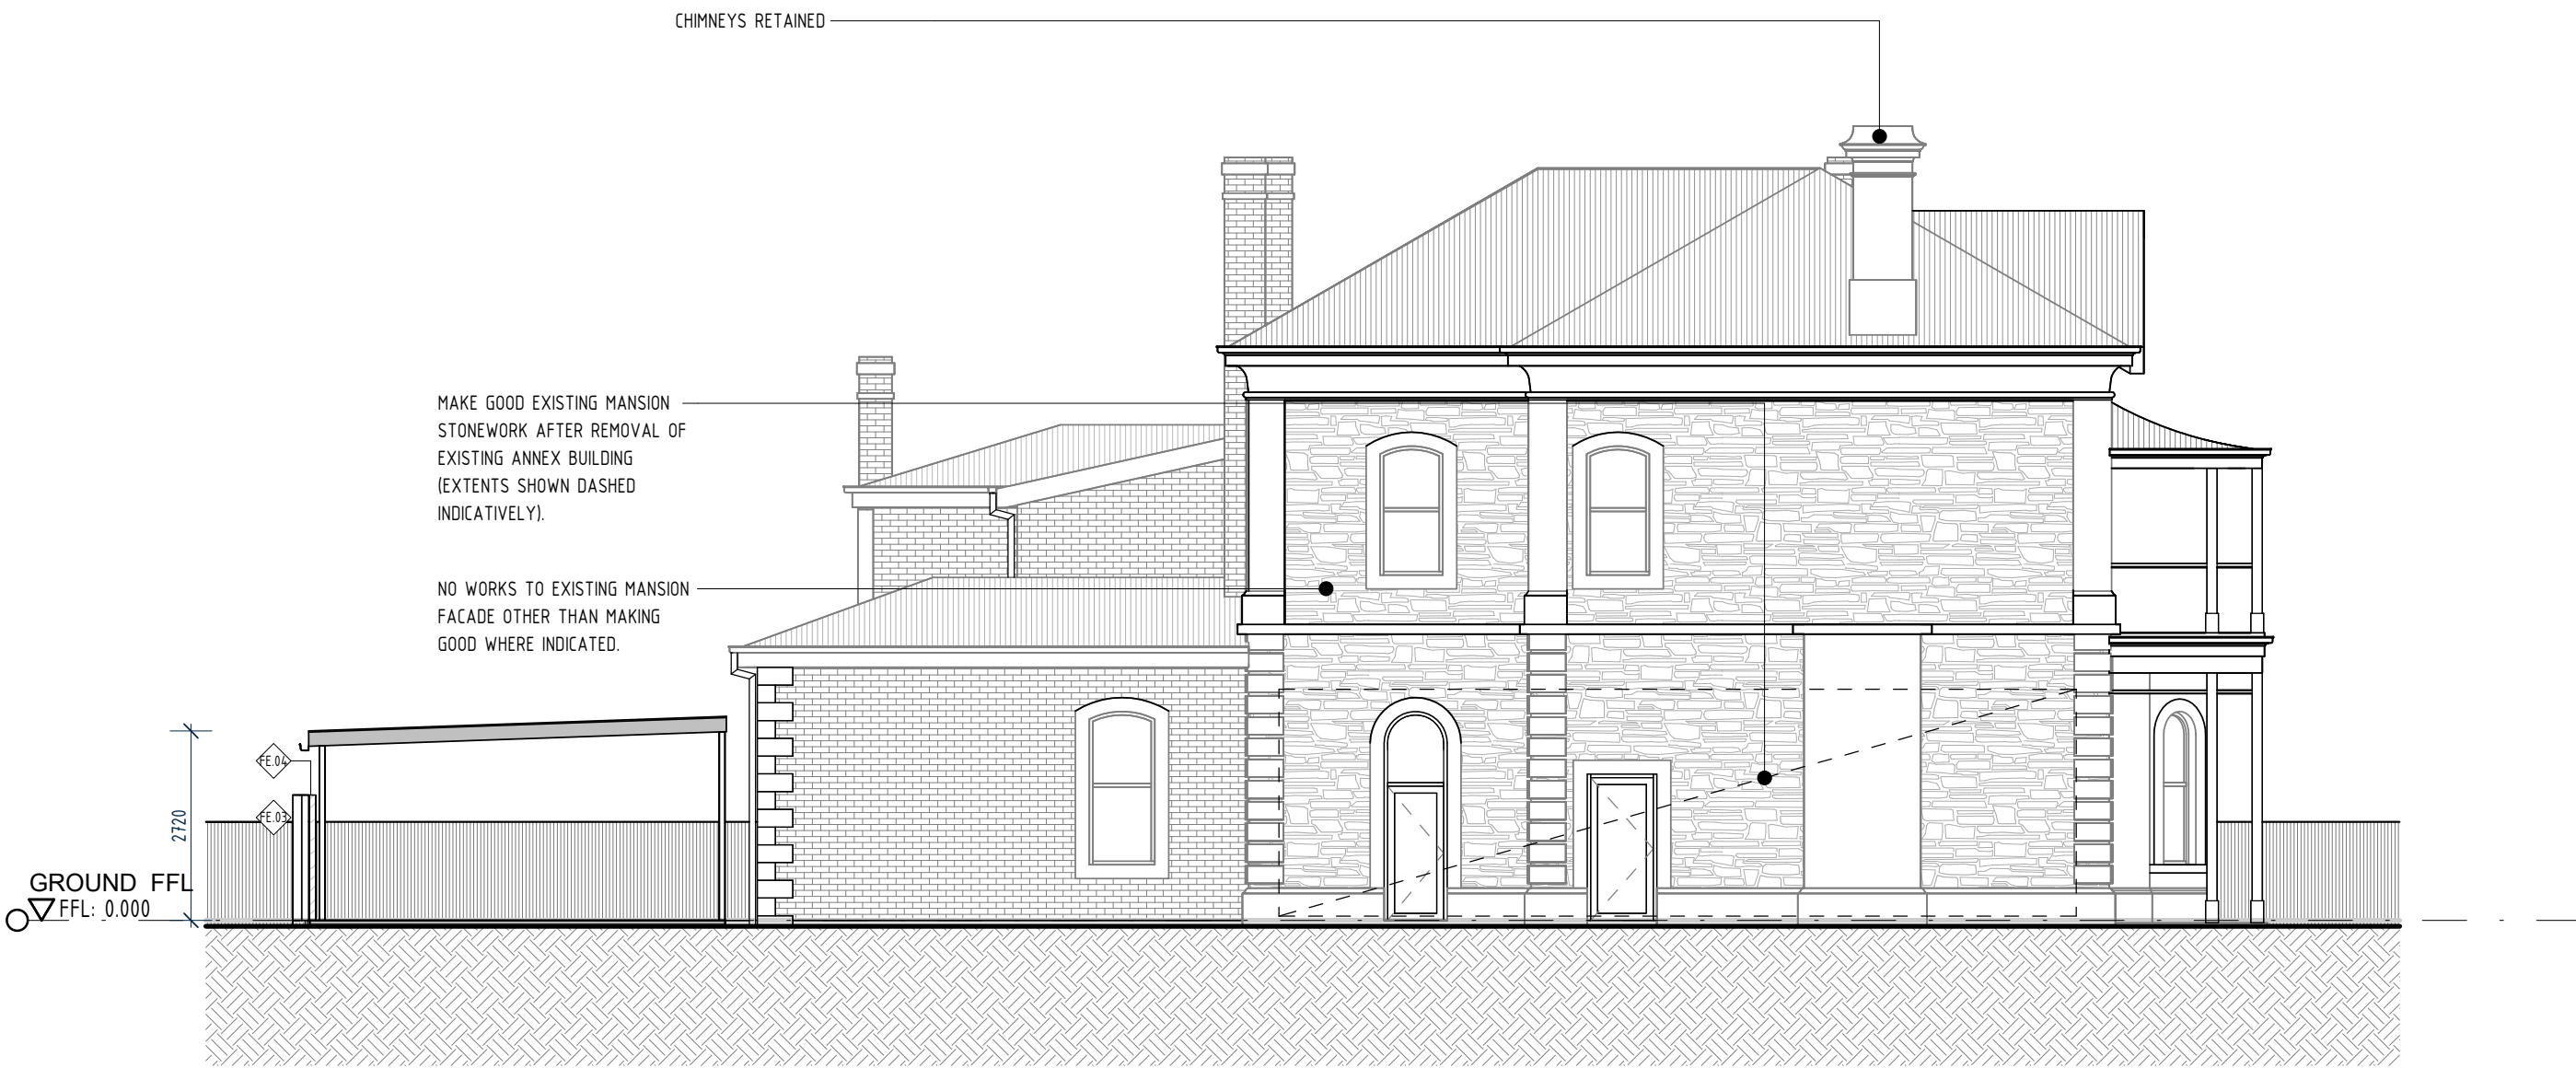 CHIMNEYS RETAINED
MAKE GOOD EXISTING MANSION
STONEWORK AFTER REMOVAL OF
EXISTING ANNEX BUILDING
(EXTENTS SHOWN DASHED
INDICATIVELY).
NO WORKS TO EXISTING MANSION
FACADE OTHER THAN MAKING
GOOD WHERE INDICATED.
FE.04
FE.03
2720
GROUND FFL
FFL: 0.000